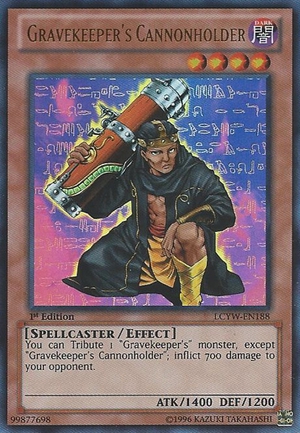 GRAVEKEEPER'S CANNONHOLDER
DARK
闇
1st Edition
LCYW-EN188
[SPELLCASTER / EFFECT]
You can Tribute 1 "Gravekeeper's" monster, except
"Gravekeeper's Cannonholder"; inflict 700 damage to
your opponent.
ATK/1400 DEF/1200
99877698
©1996 KAZUKI TAKAHASHI